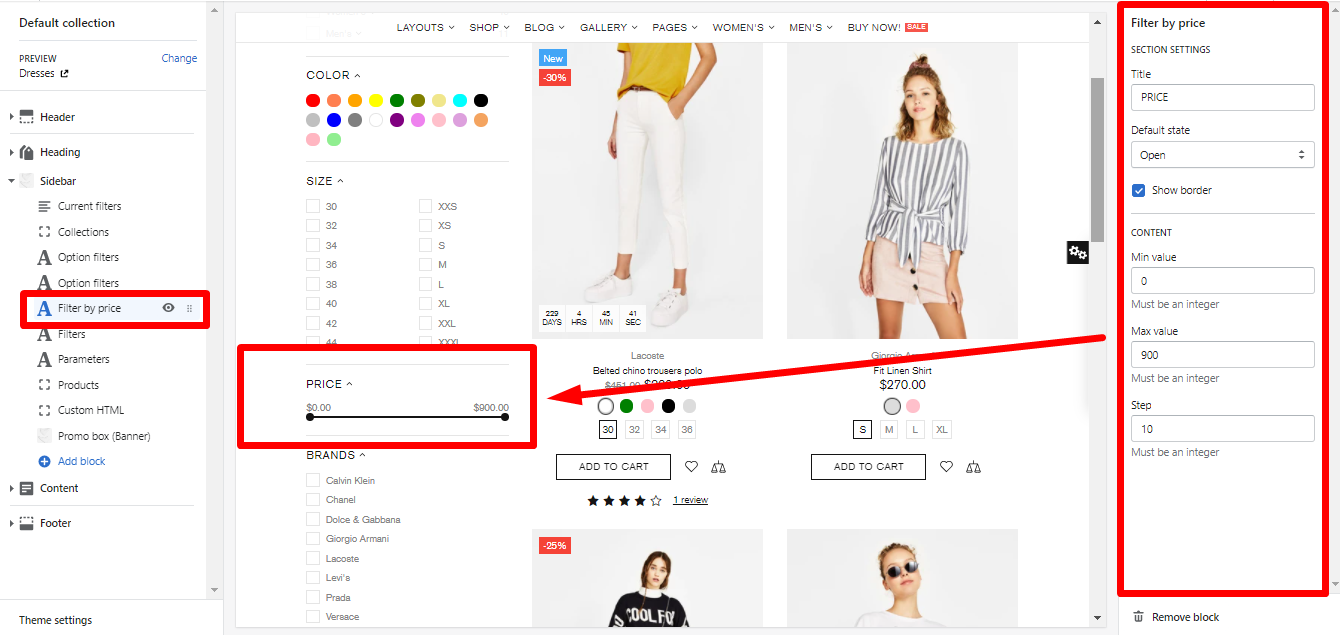 Default collection
PREVIEW
Change
Dresses
Header
Heading
Sidebar
Current filters
Collections
Option filters
Option filters
Filter by price
Filters
Parameters
Products
Custom HTML
Promo box (Banner)
Add block
Content
Footer
Theme settings
LAYOUTS SHOP BLOG GALLERY PAGES WOMEN'S MEN'S BUY NOW! SALE
Men's
COLOR
SIZE
30 XXS
32 XS
34 S
36 M
38 L
40 XL
42 XXL
44 XXXL
PRICE
$0.00 $900.00
BRANDS
Calvin Klein
Chanel
Dolce & Gabbana
Giorgio Armani
Lacoste
Levi's
Prada
Versace
New
-30%
229 4 45 41
DAYS HRS MIN SEC
Lacoste
Belted chino trousers polo
30 32 34 36
ADD TO CART
1 review
Giorgio Armani
Fit Linen Shirt
$270.00
S M L XL
ADD TO CART
-25%
Filter by price
SECTION SETTINGS
Title
PRICE
Default state
Open
Show border
CONTENT
Min value
0
Must be an integer
Max value
900
Must be an integer
Step
10
Must be an integer
Remove block